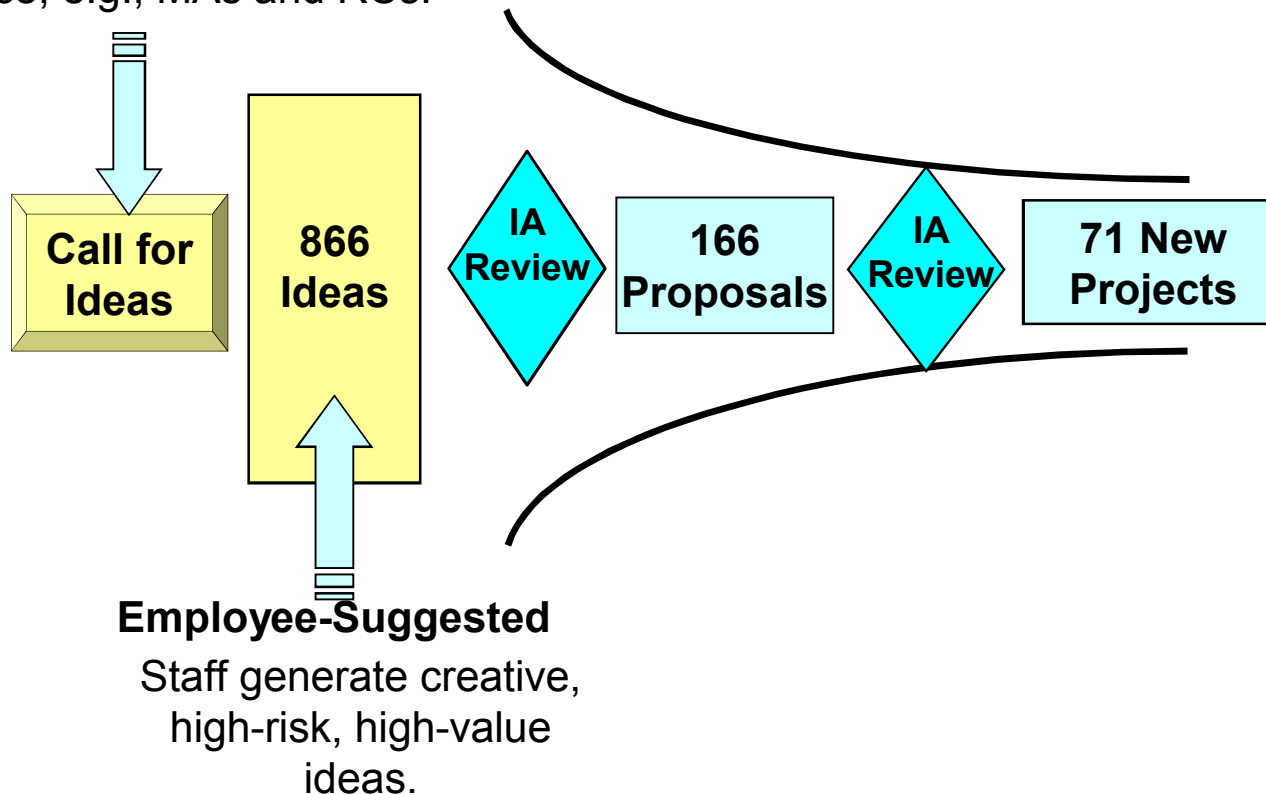 Call for
Ideas
866
Ideas
IA
Review
166
Proposals
IA
Review
71 New
Projects
Employee-Suggested
Staff generate creative,
high-risk, high-value
ideas.